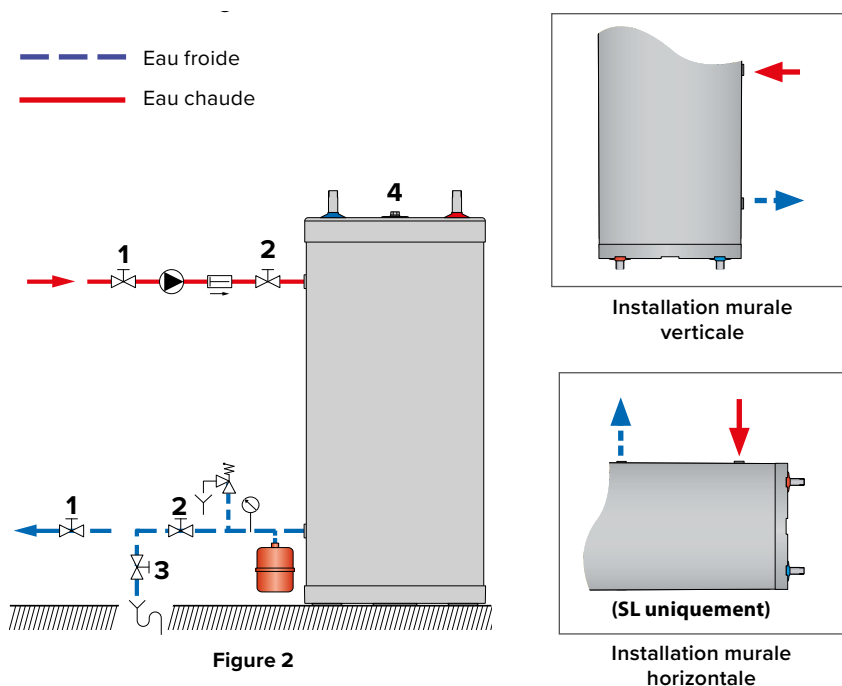 Eau froide
Eau chaude
4
1
2
1
2
3
Figure 2
Installation murale
verticale
(SL uniquement)
Installation murale
horizontale